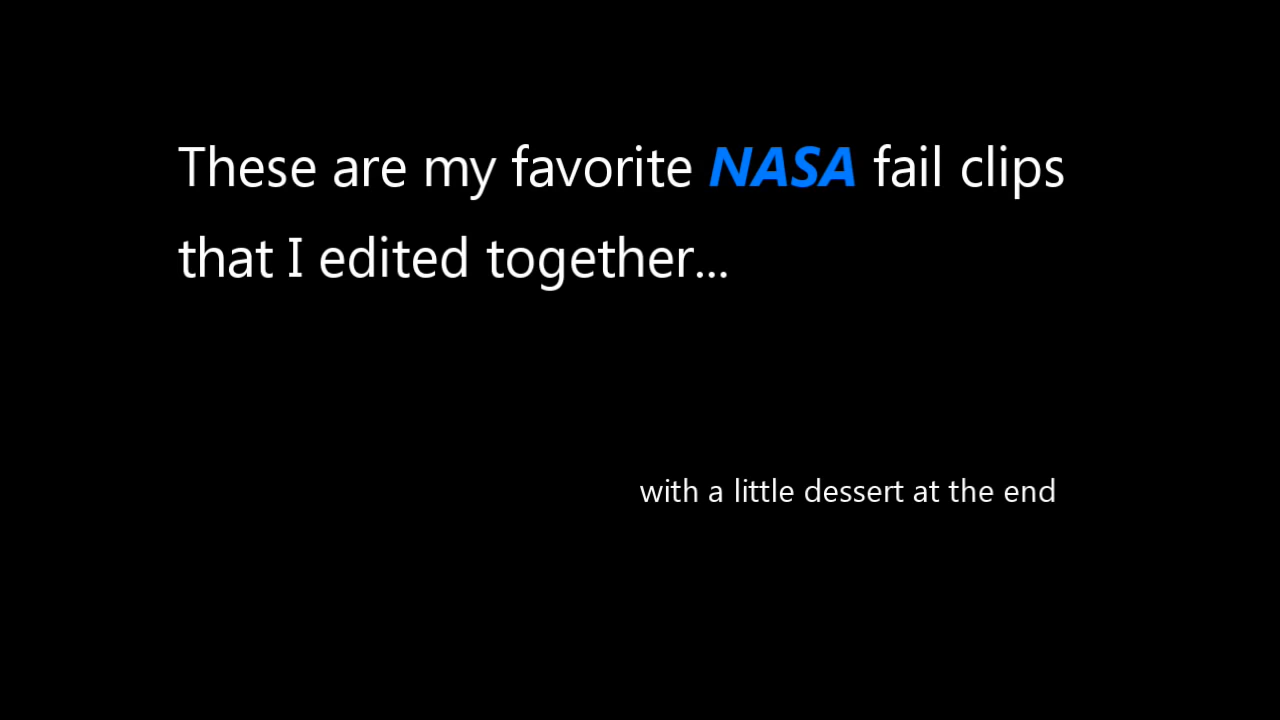 These are my favorite NASA fail clips
that I edited together...
with a little dessert at the end